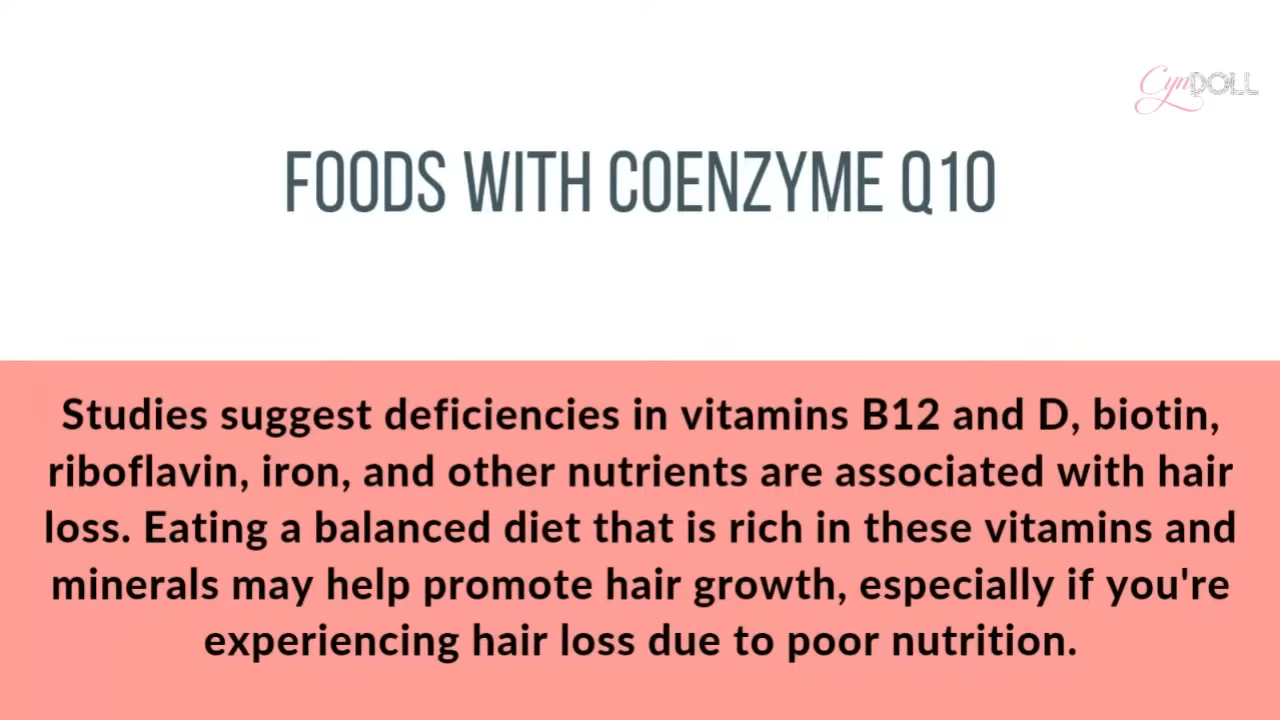 CynDOLL
FOODS WITH COENZYME Q10
Studies suggest deficiencies in vitamins B12 and D, biotin,
riboflavin, iron, and other nutrients are associated with hair
loss. Eating a balanced diet that is rich in these vitamins and
minerals may help promote hair growth, especially if you're
experiencing hair loss due to poor nutrition.